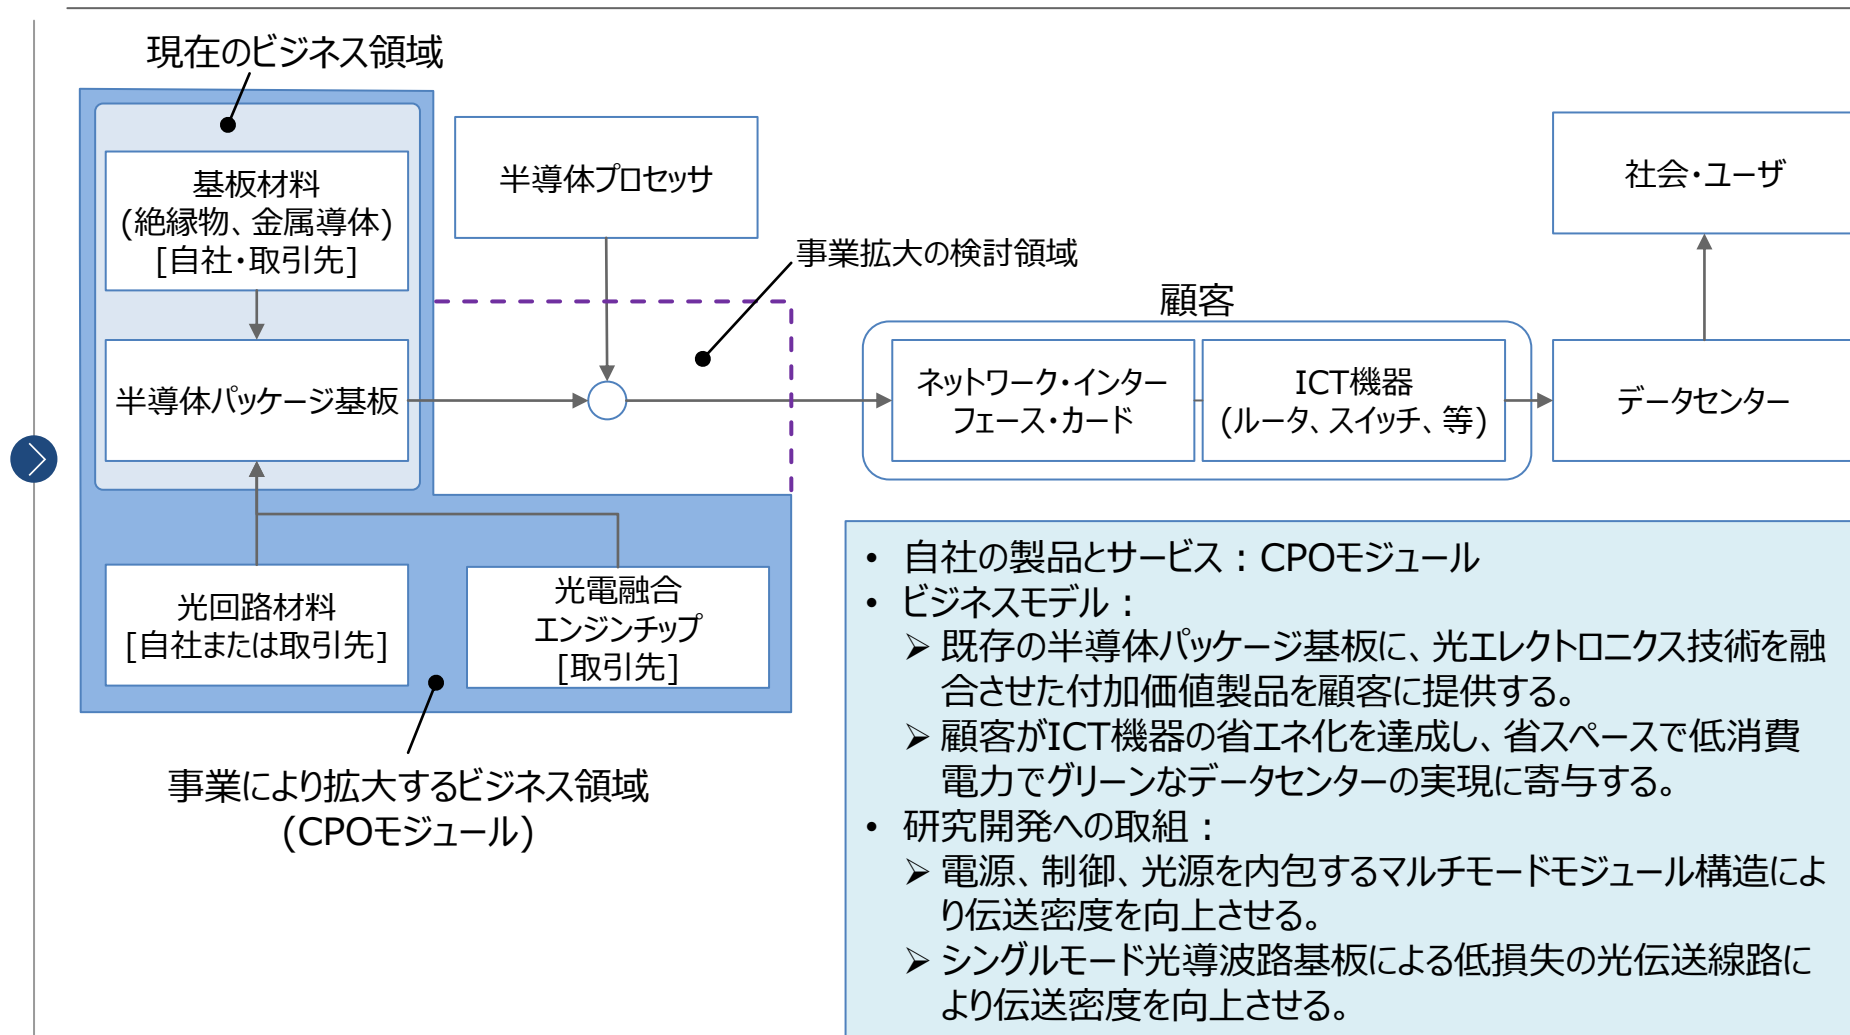 現在のビジネス領域
基板材料
(絶縁物、金属導体)
[自社・取引先]
半導体プロセッサ
社会・ユーザ
事業拡大の検討領域
顧客
半導体パッケージ基板
ネットワーク・インター
フェース・カード
ICT機器
(ルータ、スイッチ、等)
データセンター
光回路材料
[自社または取引先]
光電融合
エンジンチップ
[取引先]
事業により拡大するビジネス領域
(CPOモジュール)
• 自社の製品とサービス：CPOモジュール
• ビジネスモデル：
➢ 既存の半導体パッケージ基板に、光エレクトロニクス技術を融
合させた付加価値製品を顧客に提供する。
➢ 顧客がICT機器の省エネ化を達成し、省スペースで低消費
電力でグリーンなデータセンターの実現に寄与する。
• 研究開発への取組：
➢ 電源、制御、光源を内包するマルチモードモジュール構造によ
り伝送密度を向上させる。
➢ シングルモード光導波路基板による低損失の光伝送線路に
より伝送密度を向上させる。